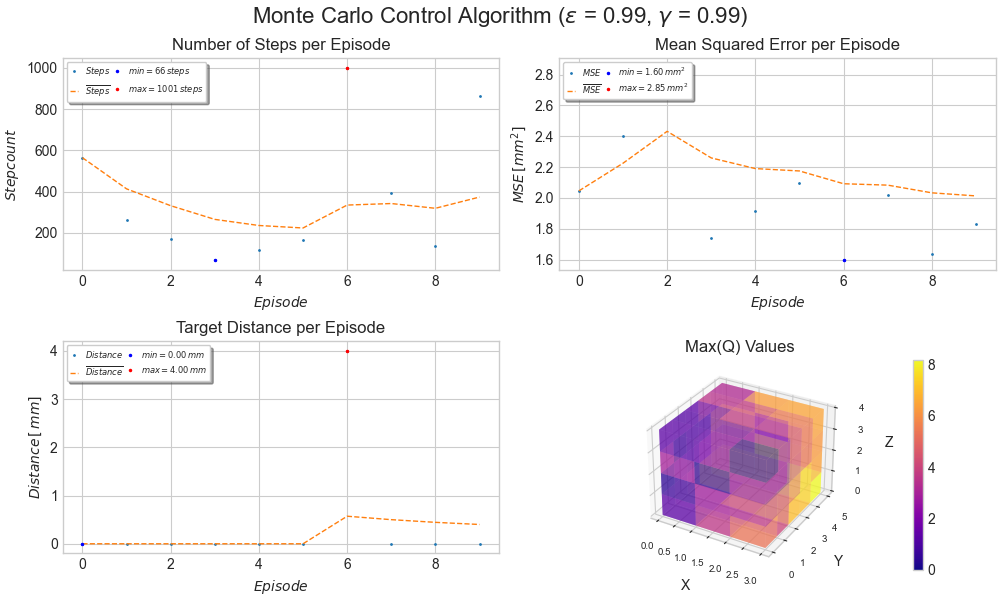 Monte Carlo Control Algorithm (ε = 0.99, γ = 0.99)
Number of Steps per Episode
Steps
Steps
min = 66 steps
max = 1001 steps
1000
800
600
400
200
Stepcount
0 2 4 6 8
Episode
Mean Squared Error per Episode
MSE
MSE
min = 1.60 mm²
max = 2.85 mm²
2.8
2.6
2.4
2.2
2.0
1.8
1.6
MSE [mm²]
0 2 4 6 8
Episode
Target Distance per Episode
Distance
Distance
min = 0.00 mm
max = 4.00 mm
4
3
2
1
0
Distance [mm]
0 2 4 6 8
Episode
Max(Q) Values
0.0 0.5 1.0 1.5 2.0 2.5 3.0
X
0 1 2 3 4 5
Y
4
3
2
1
0
Z
8
6
4
2
0